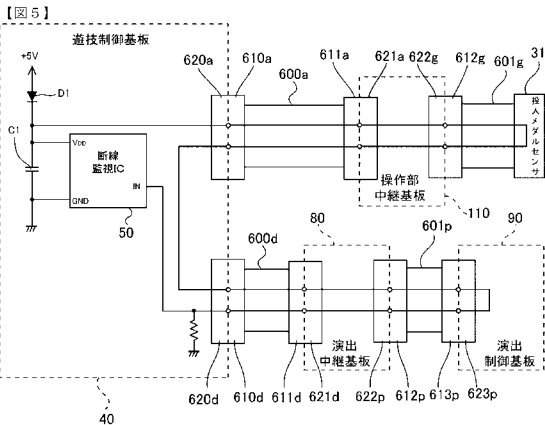 【図５】
遊技制御基板
+5V
D1
C1
VDD
断線
監視IC
IN
GND
50
40
620a
610a
600a
611a
621a
622g
612g
601g
31
投入メダルセンサ
操作部
中継基板
110
600d
80
601p
90
演出
中継基板
演出
制御基板
620d
610d
611d
621d
622p
612p
613p
623p